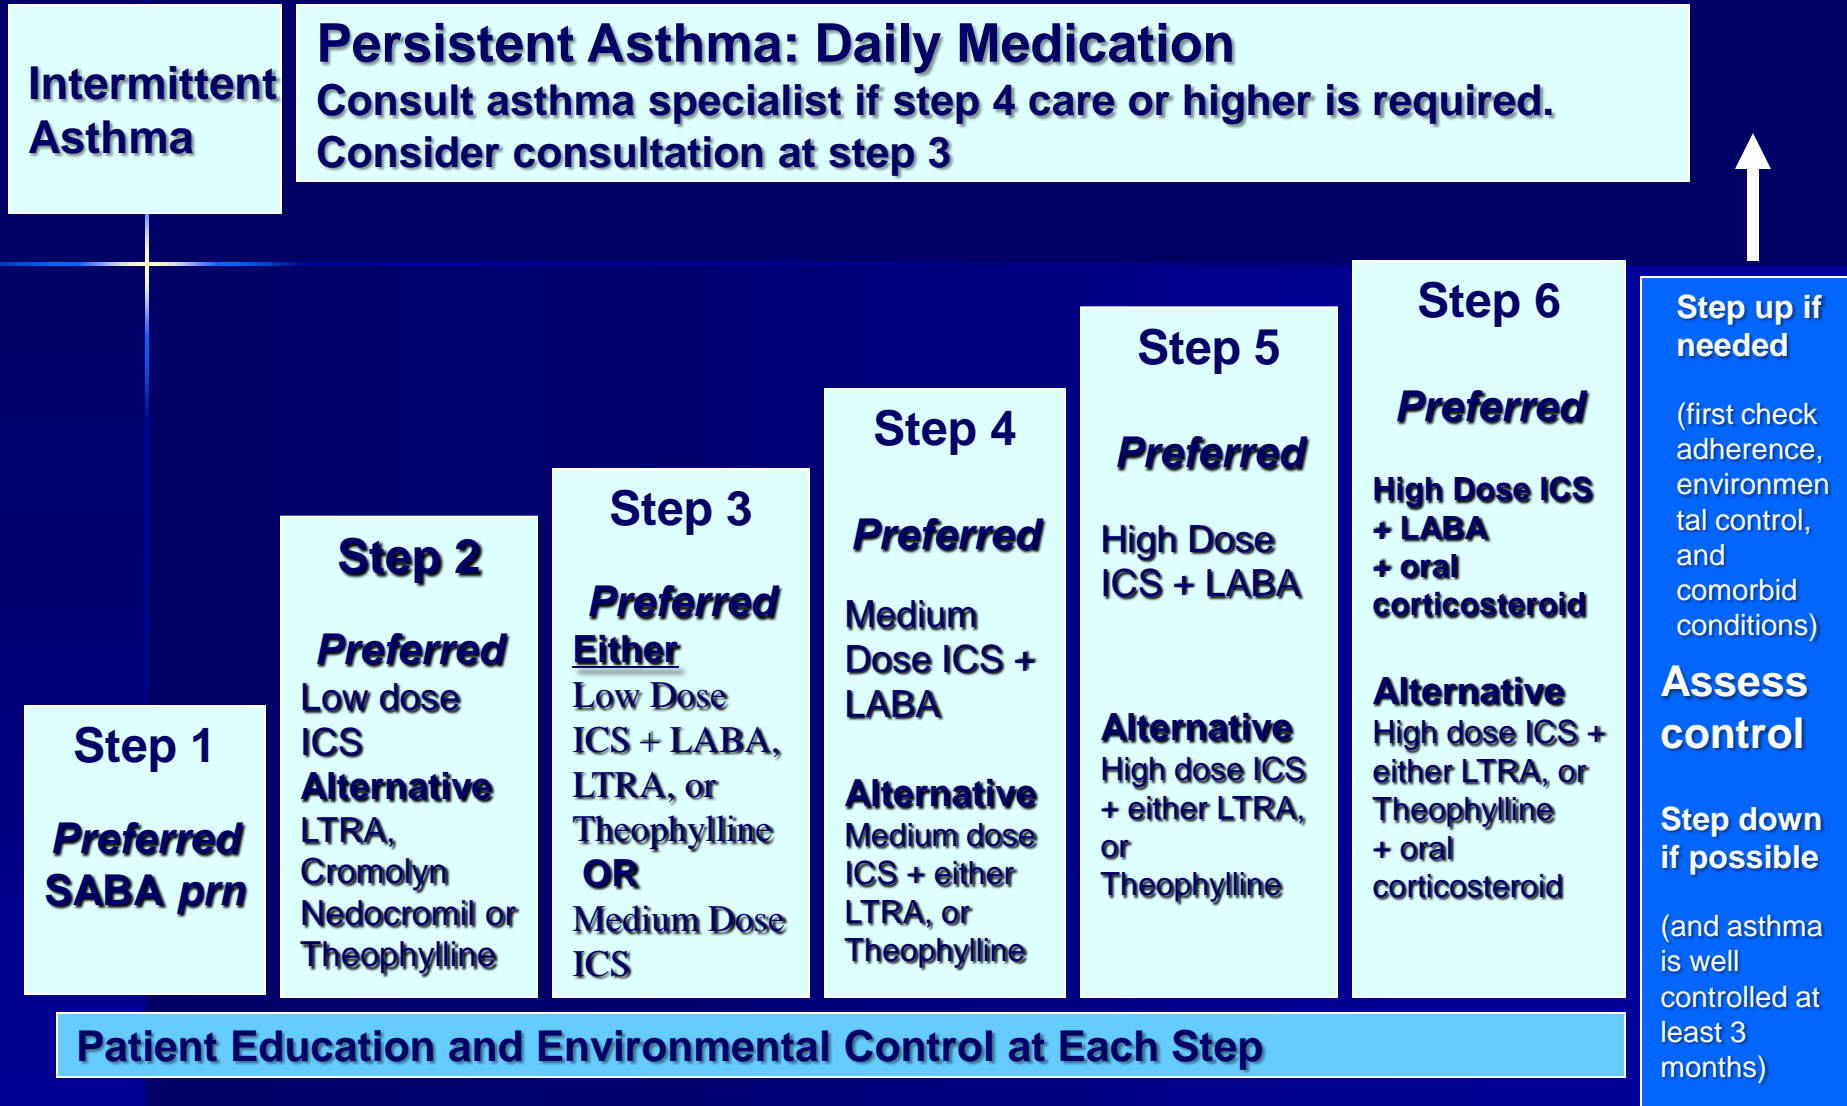 Intermittent
Asthma
Persistent Asthma: Daily Medication
Consult asthma specialist if step 4 care or higher is required.
Consider consultation at step 3
Step 1
Preferred
SABA prn
Step 2
Preferred
Low dose
ICS
Alternative
LTRA,
Cromolyn
Nedocromil or
Theophylline
Step 3
Preferred
Either
Low Dose
ICS + LABA,
LTRA, or
Theophylline
OR
Medium Dose
ICS
Step 4
Preferred
Medium
Dose ICS +
LABA
Alternative
Medium dose
ICS + either
LTRA, or
Theophylline
Step 5
Preferred
High Dose
ICS + LABA
Alternative
High dose ICS
+ either LTRA,
or
Theophylline
Step 6
Preferred
High Dose ICS
+ LABA
+ oral
corticosteroid
Alternative
High dose ICS +
either LTRA, or
Theophylline
+ oral
corticosteroid
Step up if
needed
(first check
adherence,
environmen
tal control,
and
comorbid
conditions)
Assess
control
Step down
if possible
(and asthma
is well
controlled at
least 3
months)
Patient Education and Environmental Control at Each Step